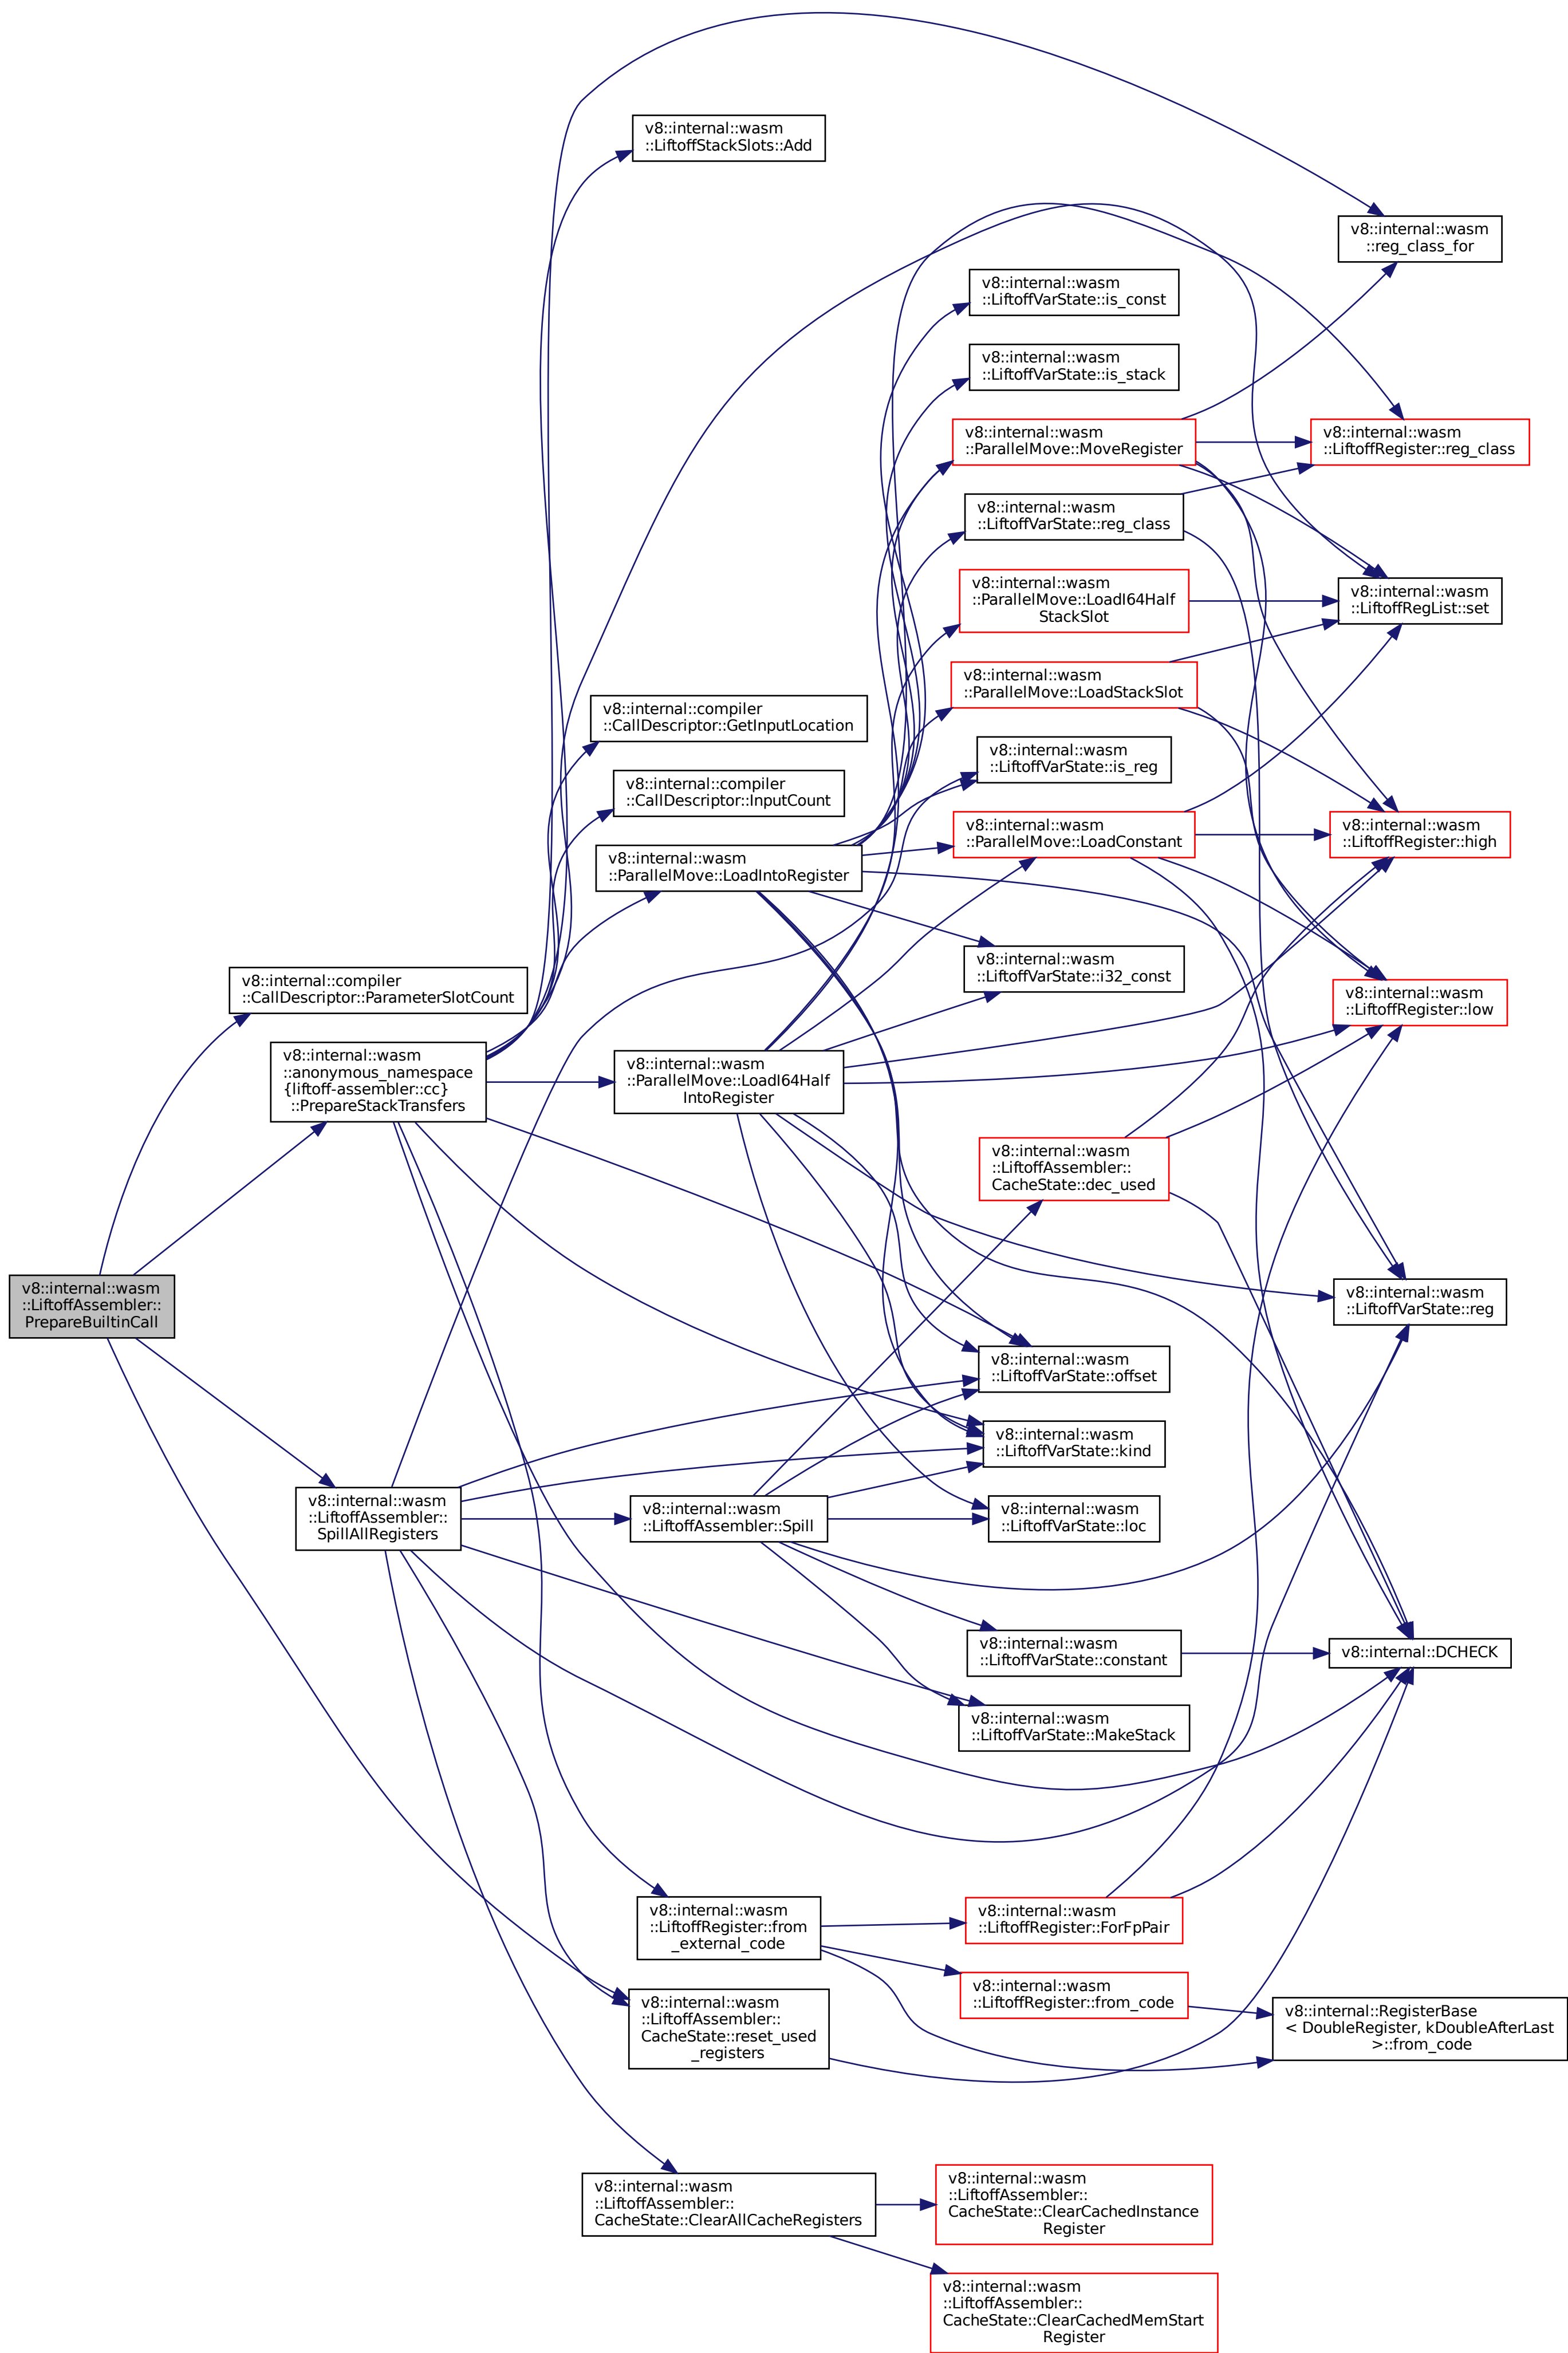 v8::internal::wasm
::LiftoffAssembler::
PrepareBuiltinCall
v8::internal::compiler
::CallDescriptor::ParameterSlotCount
v8::internal::wasm
::anonymous_namespace
{liftoff-assembler::cc}
::PrepareStackTransfers
v8::internal::wasm
::LiftoffAssembler::
SpillAllRegisters
v8::internal::wasm
::LiftoffStackSlots::Add
v8::internal::compiler
::CallDescriptor::GetInputLocation
v8::internal::compiler
::CallDescriptor::InputCount
v8::internal::wasm
::ParallelMove::LoadIntoRegister
v8::internal::wasm
::ParallelMove::LoadI64Half
IntoRegister
v8::internal::wasm
::LiftoffAssembler::Spill
v8::internal::wasm
::LiftoffRegister::from
_external_code
v8::internal::wasm
::LiftoffAssembler::
CacheState::reset_used
_registers
v8::internal::wasm
::LiftoffAssembler::
CacheState::ClearAllCacheRegisters
v8::internal::wasm
::LiftoffVarState::is_const
v8::internal::wasm
::LiftoffVarState::is_stack
v8::internal::wasm
::ParallelMove::MoveRegister
v8::internal::wasm
::LiftoffVarState::reg_class
v8::internal::wasm
::ParallelMove::LoadI64Half
StackSlot
v8::internal::wasm
::ParallelMove::LoadStackSlot
v8::internal::wasm
::LiftoffVarState::is_reg
v8::internal::wasm
::ParallelMove::LoadConstant
v8::internal::wasm
::LiftoffVarState::i32_const
v8::internal::wasm
::LiftoffAssembler::
CacheState::dec_used
v8::internal::wasm
::LiftoffVarState::offset
v8::internal::wasm
::LiftoffVarState::kind
v8::internal::wasm
::LiftoffVarState::loc
v8::internal::wasm
::LiftoffVarState::constant
v8::internal::wasm
::LiftoffVarState::MakeStack
v8::internal::wasm
::LiftoffRegister::ForFpPair
v8::internal::wasm
::LiftoffRegister::from_code
v8::internal::wasm
::LiftoffAssembler::
CacheState::ClearCachedInstance
Register
v8::internal::wasm
::LiftoffAssembler::
CacheState::ClearCachedMemStart
Register
v8::internal::wasm
::reg_class_for
v8::internal::wasm
::LiftoffRegister::reg_class
v8::internal::wasm
::LiftoffRegList::set
v8::internal::wasm
::LiftoffRegister::high
v8::internal::wasm
::LiftoffRegister::low
v8::internal::wasm
::LiftoffVarState::reg
v8::internal::DCHECK
v8::internal::RegisterBase
< DoubleRegister, kDoubleAfterLast
>::from_code